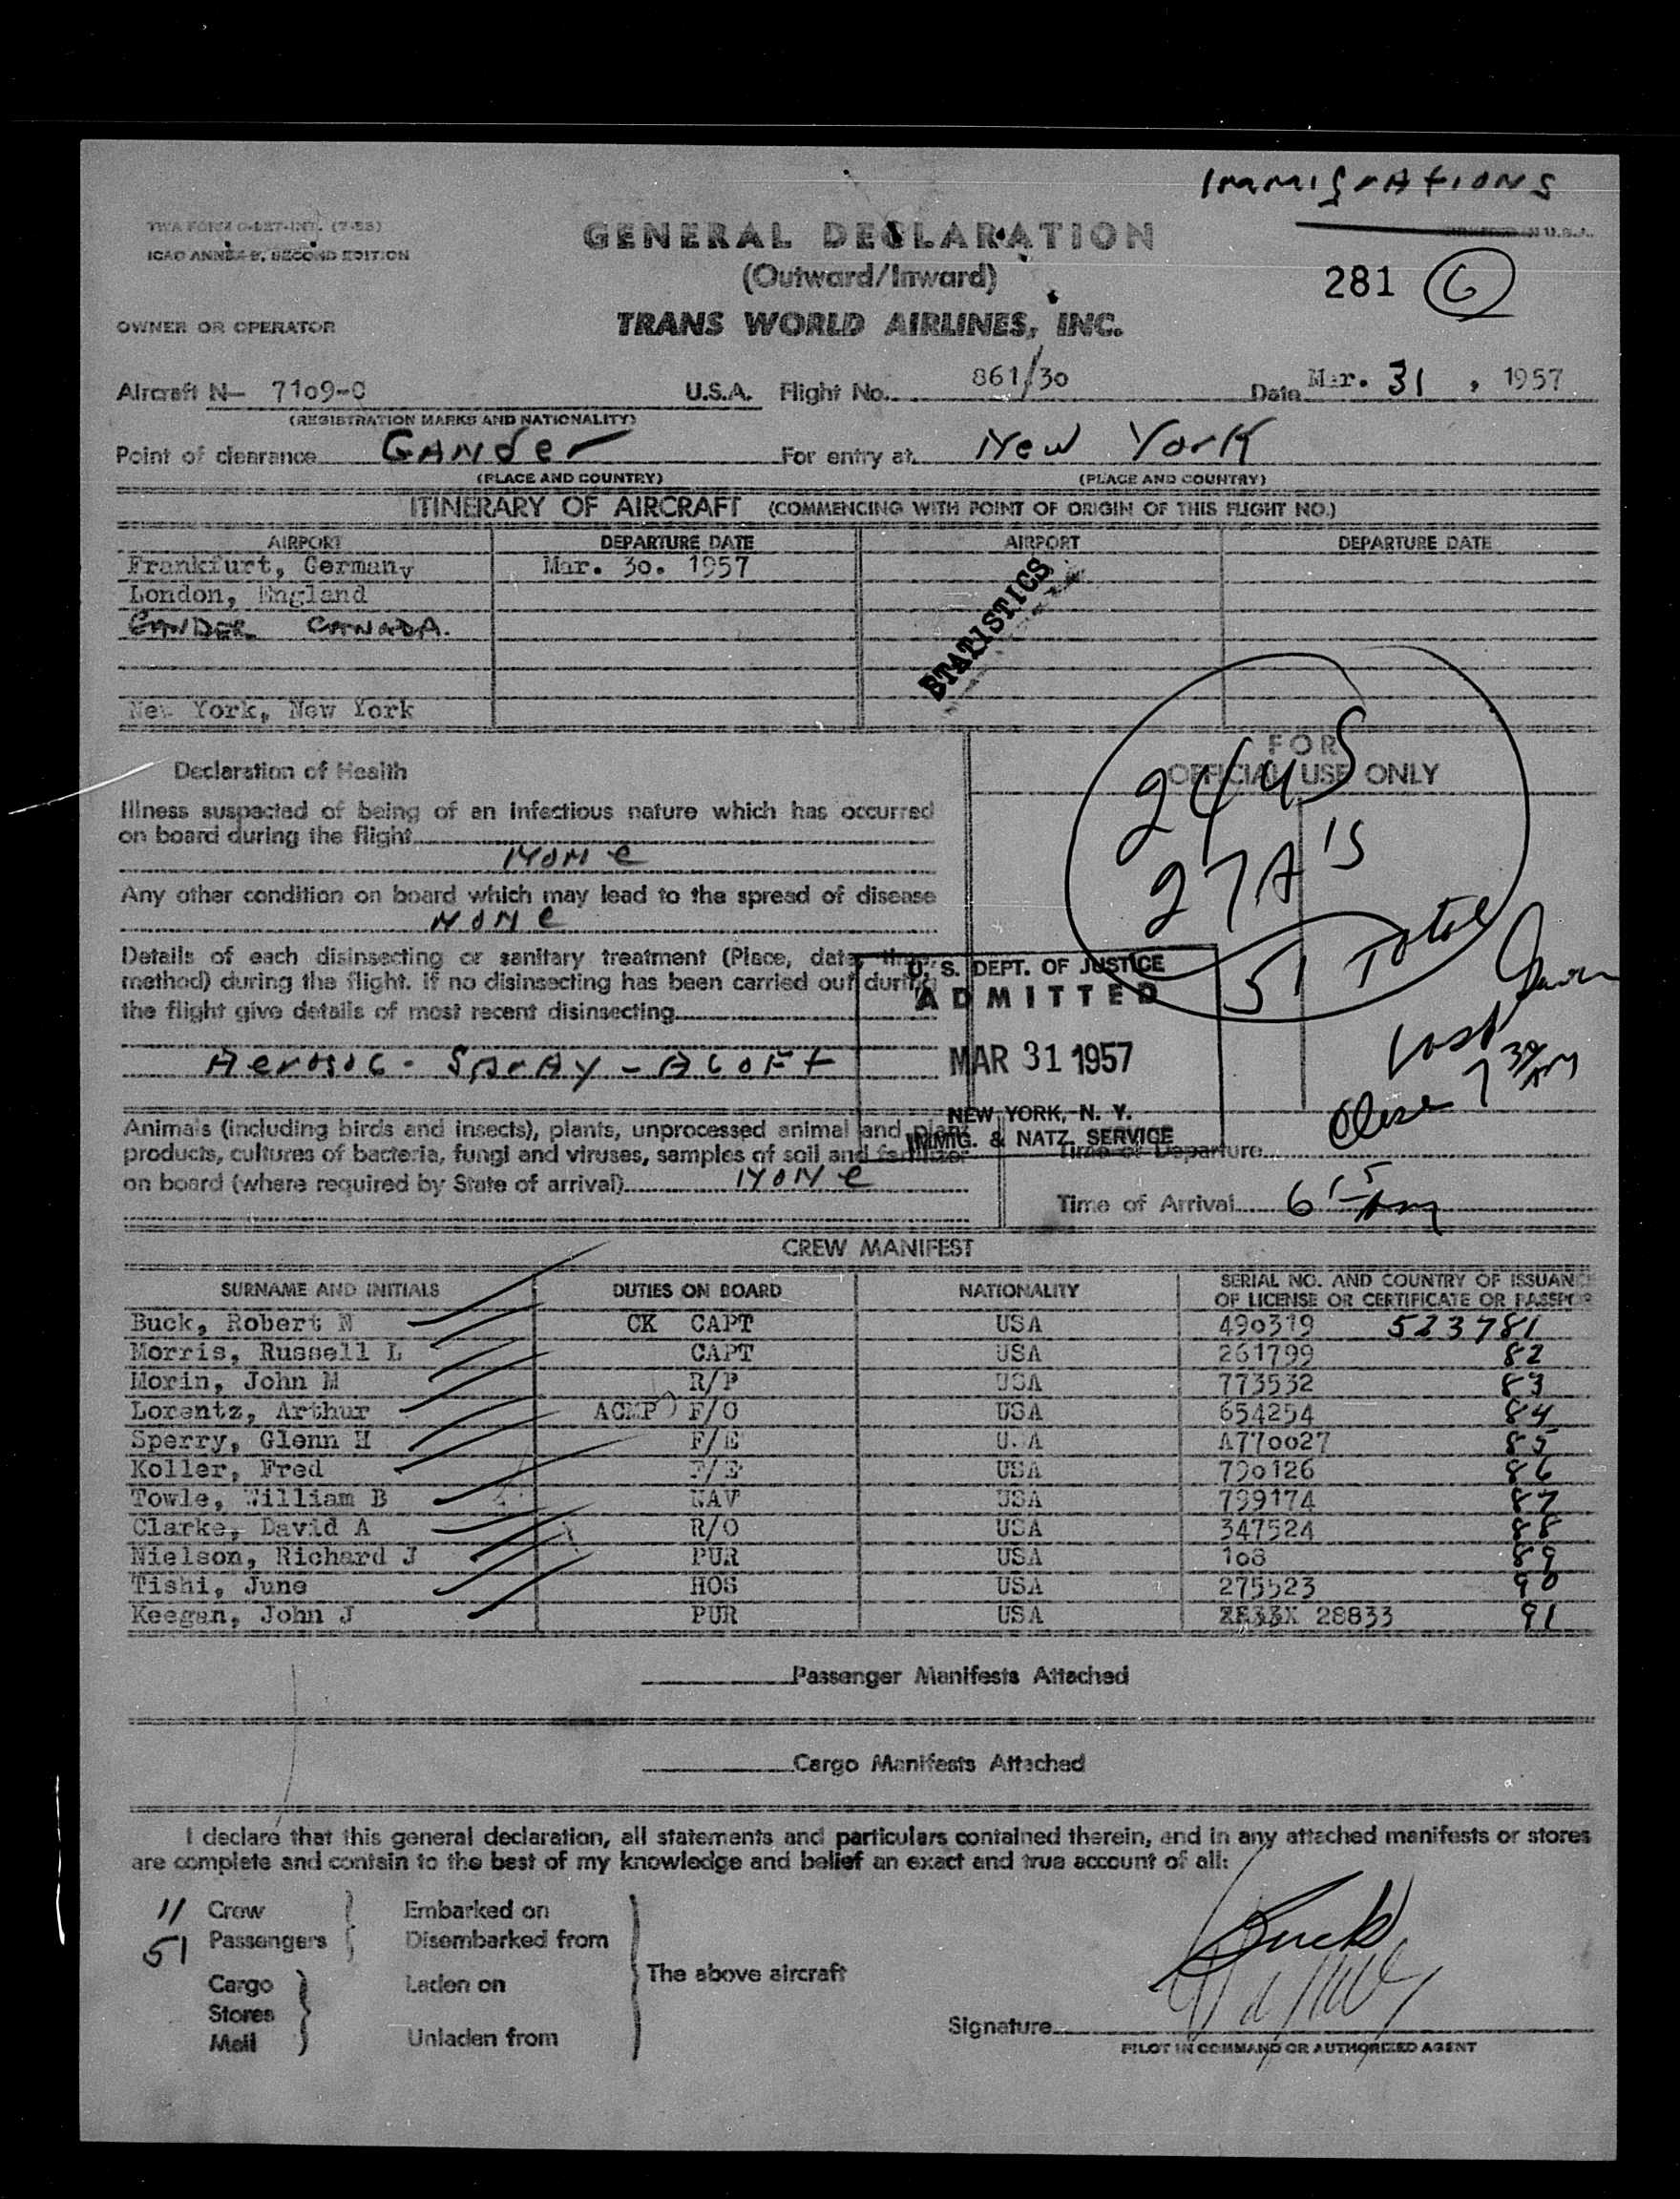 IMMIGRATIONS
TWA FORM O-127-INT. (7-55)
ICAO ANNEX 9, SECOND EDITION
GENERAL DECLARATION
(Outward/Inward)
281 6
OWNER OR OPERATOR
TRANS WORLD AIRLINES, INC.
Aircraft N- 7109-C U.S.A. Flight No. 861/30 Date Mar. 31, 1957
(REGISTRATION MARKS AND NATIONALITY)
Point of clearance GANDer For entry at New York
(PLACE AND COUNTRY) (PLACE AND COUNTRY)
ITINERARY OF AIRCRAFT (COMMENCING WITH POINT OF ORIGIN OF THIS FLIGHT NO.)
AIRPORT DEPARTURE DATE AIRPORT DEPARTURE DATE
Frankfurt, Germany Mar. 30. 1957
London, England
GANDER CANADA.
STATISTICS
New York, New York
FOR
OFFICIAL USE ONLY
24 US
27 A'S
51 Total
Declaration of Health
Illness suspected of being of an infectious nature which has occurred
on board during the flight
None
Any other condition on board which may lead to the spread of disease
None
Details of each disinsecting or sanitary treatment (Place, date, time,
method) during the flight. If no disinsecting has been carried out during
the flight give details of most recent disinsecting
Aerosol - Spray - Aloft
U. S. DEPT. OF JUSTICE
ADMITTED
MAR 31 1957
NEW YORK, N. Y.
IMMIG. & NATZ. SERVICE
Last
Close 7 30 AM
Animals (including birds and insects), plants, unprocessed animal and plant
products, cultures of bacteria, fungi and viruses, samples of soil and fertilizer
on board (where required by State of arrival) None
Time of Departure
Time of Arrival 6 15 Am
CREW MANIFEST
SURNAME AND INITIALS DUTIES ON BOARD NATIONALITY SERIAL NO. AND COUNTRY OF ISSUANC
OF LICENSE OR CERTIFICATE OR PASSPOR
Buck, Robert N CK CAPT USA 490319 523781
Morris, Russell L CAPT USA 261799 82
Morin, John M R/P USA 773532 83
Lorentz, Arthur ACMP F/O USA 654254 84
Sperry, Glenn H F/E U. A A770027 85
Koller, Fred F/E USA 790126 86
Towle, William B NAV USA 799174 87
Clarke, David A R/O USA 347524 88
Nielson, Richard J PUR USA 108 89
Tishi, June HOS USA 275523 90
Keegan, John J PUR USA 28833 91
Passenger Manifests Attached
Cargo Manifests Attached
I declare that this general declaration, all statements and particulars contained therein, and in any attached manifests or stores
are complete and contain to the best of my knowledge and belief an exact and true account of all:
11 Crew Embarked on
51 Passengers Disembarked from
The above aircraft
Cargo Laden on
Stores
Mail Unladen from
Buck
Signature
PILOT IN COMMAND OR AUTHORIZED AGENT